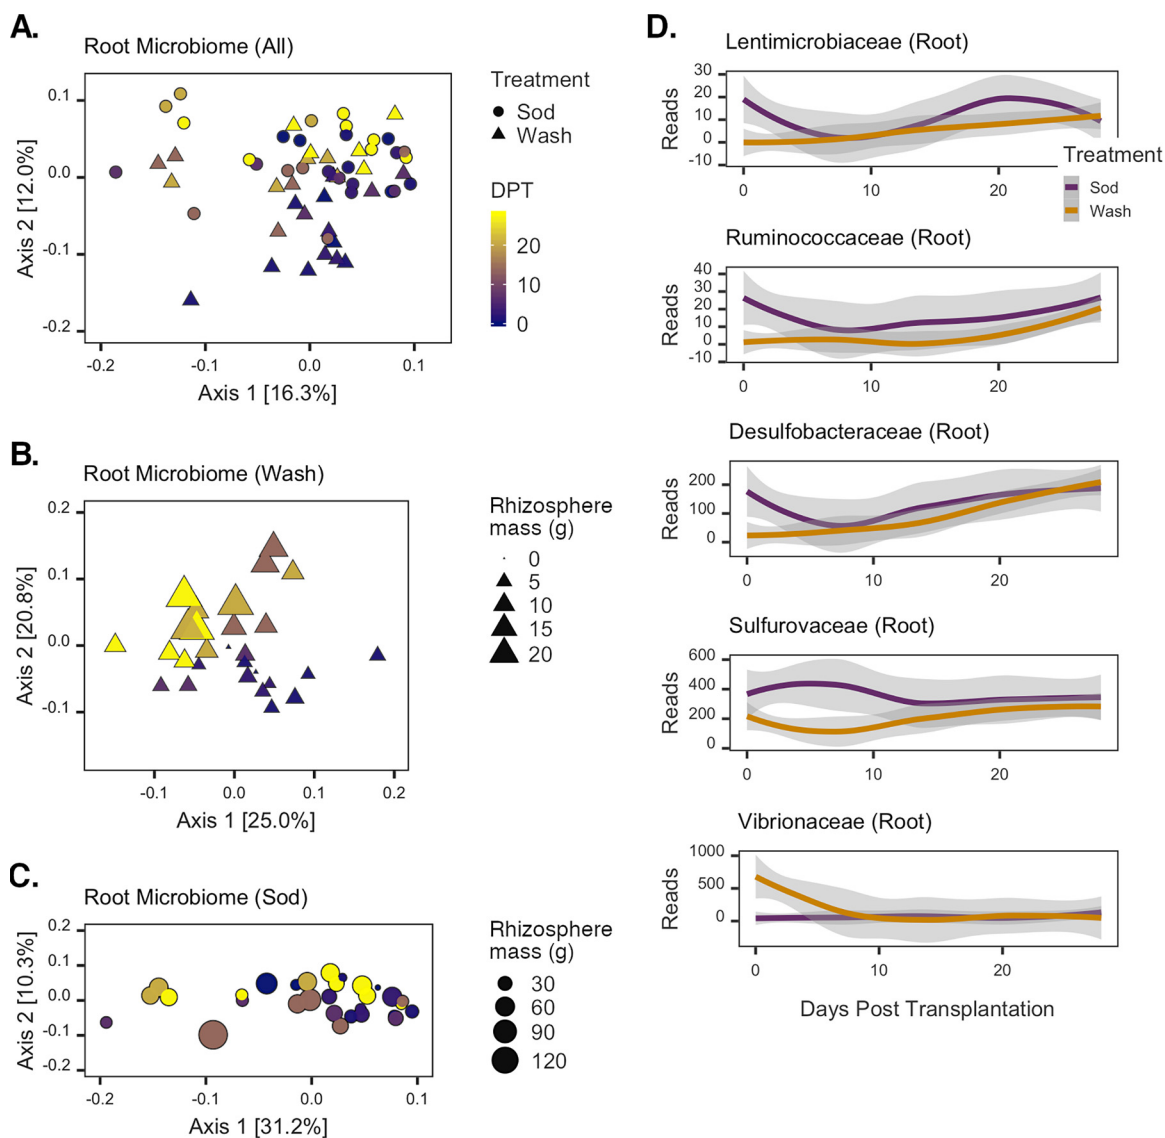 A.
Root Microbiome (All)
0.1
0.0
-0.1
-0.2
Axis 2 [12.0%]
-0.2 -0.1 0.0 0.1
Axis 1 [16.3%]
Treatment
Sod
Wash
DPT
20
10
0
B.
Root Microbiome (Wash)
0.2
0.1
0.0
-0.1
Axis 2 [20.8%]
-0.1 0.0 0.1 0.2
Axis 1 [25.0%]
Rhizosphere
mass (g)
0
5
10
15
20
C.
Root Microbiome (Sod)
0.2
0.1
0.0
-0.1
-0.2
Axis 2 [10.3%]
-0.2 -0.1 0.0 0.1
Axis 1 [31.2%]
Rhizosphere
mass (g)
30
60
90
120
D.
Lentimicrobiaceae (Root)
30
20
10
0
-10
Reads
0 10 20
Treatment
Sod
Wash
Ruminococcaceae (Root)
40
30
20
10
0
-10
Reads
0 10 20
Desulfobacteraceae (Root)
200
100
0
Reads
0 10 20
Sulfurovaceae (Root)
600
400
200
0
Reads
0 10 20
Vibrionaceae (Root)
1000
500
0
Reads
0 10 20
Days Post Transplantation